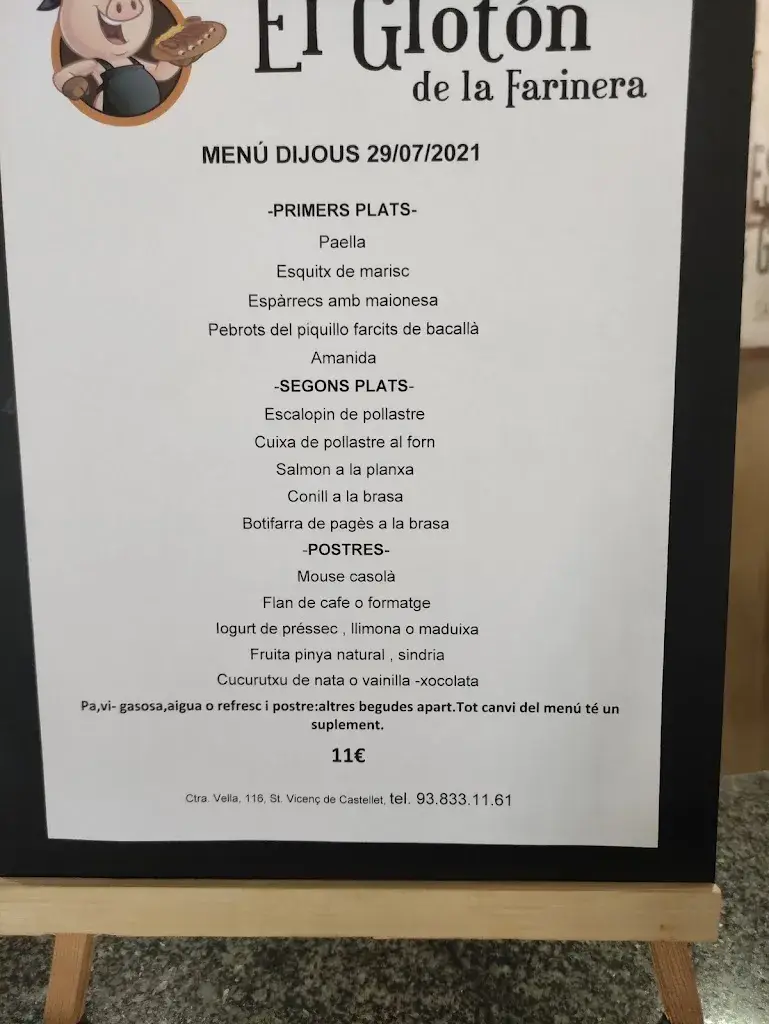 El Glotón
de la Farinera
MENÚ DIJOUS 29/07/2021
-PRIMERS PLATS-
Paella
Esquitx de marisc
Espàrrecs amb maionesa
Pebrots del piquillo farcits de bacallà
Amanida
-SEGONS PLATS-
Escalopin de pollastre
Cuixa de pollastre al forn
Salmon a la planxa
Conill a la brasa
Botifarra de pagès a la brasa
-POSTRES-
Mouse casolà
Flan de cafe o formatge
Iogurt de préssec , llimona o maduixa
Fruita pinya natural , sindria
Cucurutxu de nata o vainilla -xocolata
Pa,vi- gasosa,aigua o refresc i postre:altres begudes apart.Tot canvi del menú té un
suplement.
11€
Ctra. Vella, 116, St. Vicenç de Castellet, tel. 93.833.11.61